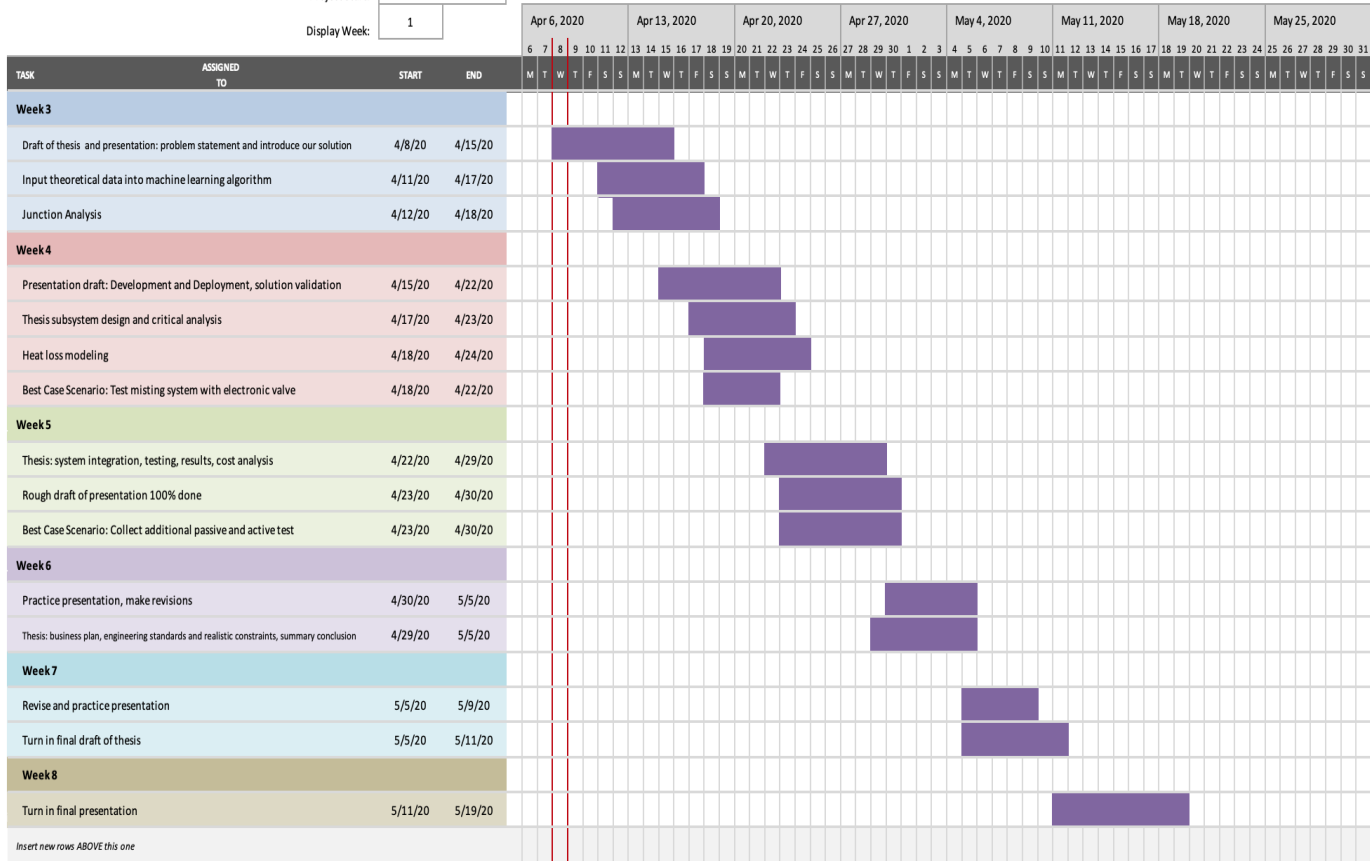 Display Week: 1
Apr 6, 2020 Apr 13, 2020 Apr 20, 2020 Apr 27, 2020 May 4, 2020 May 11, 2020 May 18, 2020 May 25, 2020
6 7 8 9 10 11 12 13 14 15 16 17 18 19 20 21 22 23 24 25 26 27 28 29 30 1 2 3 4 5 6 7 8 9 10 11 12 13 14 15 16 17 18 19 20 21 22 23 24 25 26 27 28 29 30 31
TASK ASSIGNED TO START END M T W T F S S M T W T F S S M T W T F S S M T W T F S S M T W T F S S M T W T F S S M T W T F S S M T W T F S S
Week 3
Draft of thesis and presentation: problem statement and introduce our solution 4/8/20 4/15/20
Input theoretical data into machine learning algorithm 4/11/20 4/17/20
Junction Analysis 4/12/20 4/18/20
Week 4
Presentation draft: Development and Deployment, solution validation 4/15/20 4/22/20
Thesis subsystem design and critical analysis 4/17/20 4/23/20
Heat loss modeling 4/18/20 4/24/20
Best Case Scenario: Test misting system with electronic valve 4/18/20 4/22/20
Week 5
Thesis: system integration, testing, results, cost analysis 4/22/20 4/29/20
Rough draft of presentation 100% done 4/23/20 4/30/20
Best Case Scenario: Collect additional passive and active test 4/23/20 4/30/20
Week 6
Practice presentation, make revisions 4/30/20 5/5/20
Thesis: business plan, engineering standards and realistic constraints, summary conclusion 4/29/20 5/5/20
Week 7
Revise and practice presentation 5/5/20 5/9/20
Turn in final draft of thesis 5/5/20 5/11/20
Week 8
Turn in final presentation 5/11/20 5/19/20
Insert new rows ABOVE this one